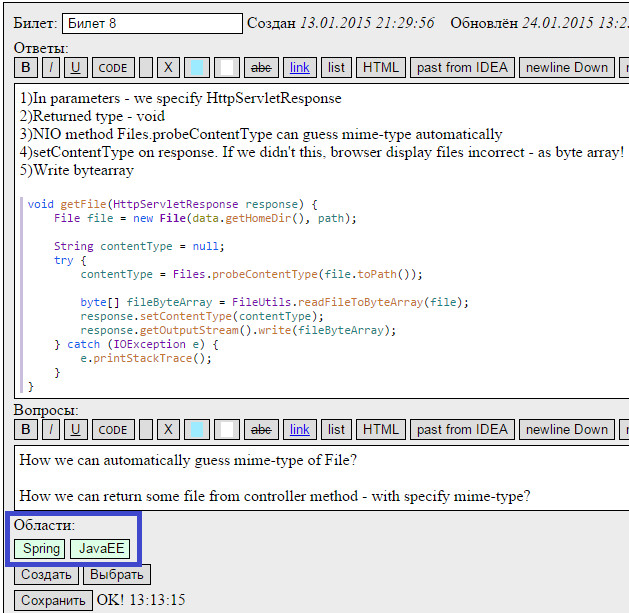 Билет: Билет 8 Создан 13.01.2015 21:29:56 Обновлён 24.01.2015 13:2
Ответы:
B I U CODE X abc link list HTML past from IDEA newline Down
1)In parameters - we specify HttpServletResponse
2)Returned type - void
3)NIO method Files.probeContentType can guess mime-type automatically
4)setContentType on response. If we didn't this, browser display files incorrect - as byte array!
5)Write bytearray
void getFile(HttpServletResponse response) {
File file = new File(data.getHomeDir(), path);
String contentType = null;
try {
contentType = Files.probeContentType(file.toPath());
byte[] fileByteArray = FileUtils.readFileToByteArray(file);
response.setContentType(contentType);
response.getOutputStream().write(fileByteArray);
} catch (IOException e) {
e.printStackTrace();
}
}
Вопросы:
B I U CODE X abc link list HTML past from IDEA newline Down
How we can automatically guess mime-type of File?
How we can return some file from controller method - with specify mime-type?
Области:
Spring JavaEE
Создать Выбрать
Сохранить OK! 13:13:15